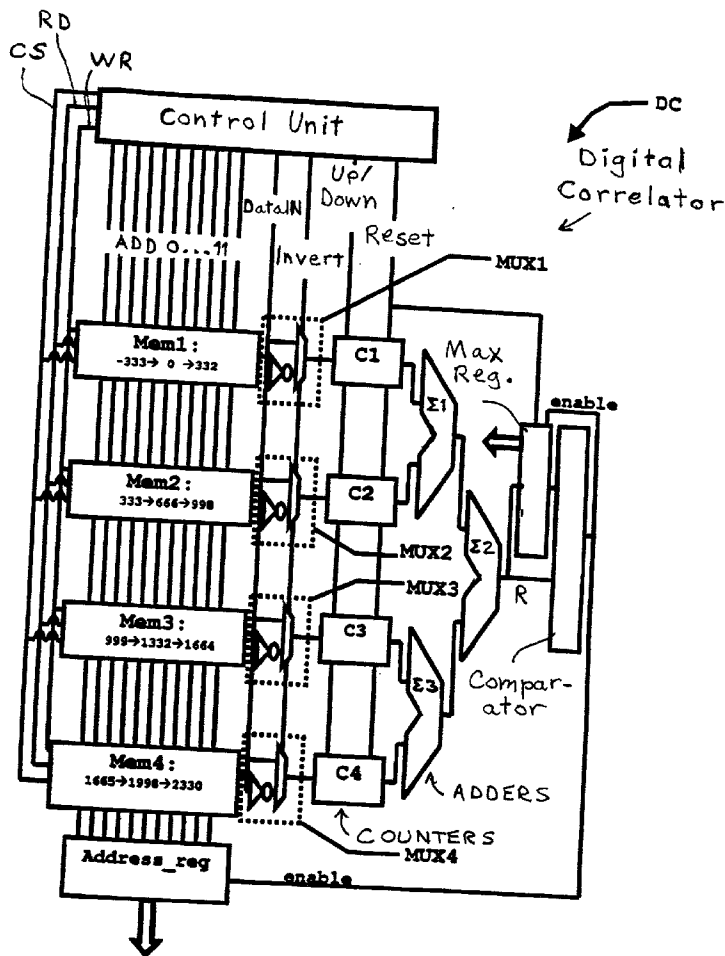 RD
CS
WR
Control Unit
DC
Digital
Correlator
DataIN
Up/
Down
ADD 0...11
Invert
Reset
MUX1
Mem1:
-333→ 0 →332
C1
Σ1
Max
Reg.
enable
Mem2:
333→666→998
C2
MUX2
Σ2
MUX3
Mem3:
999→1332→1664
C3
R
Σ3
Compar-
ator
Mem4:
1665→1998→2330
C4
ADDERS
COUNTERS
MUX4
Address_reg
enable